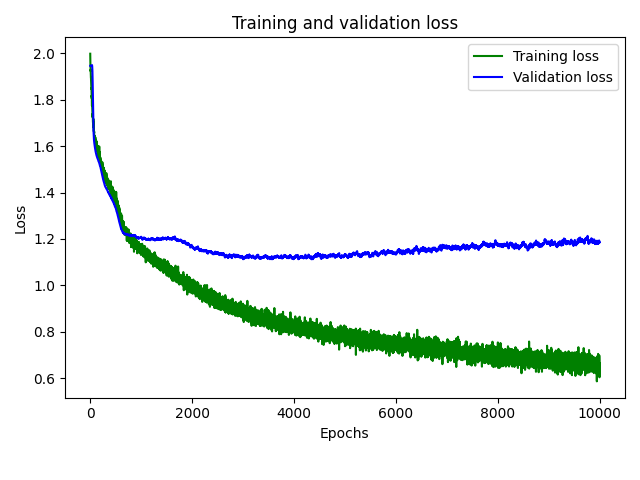 Training and validation loss
Training loss
Validation loss
Loss
2.0
1.8
1.6
1.4
1.2
1.0
0.8
0.6
0 2000 4000 6000 8000 10000
Epochs